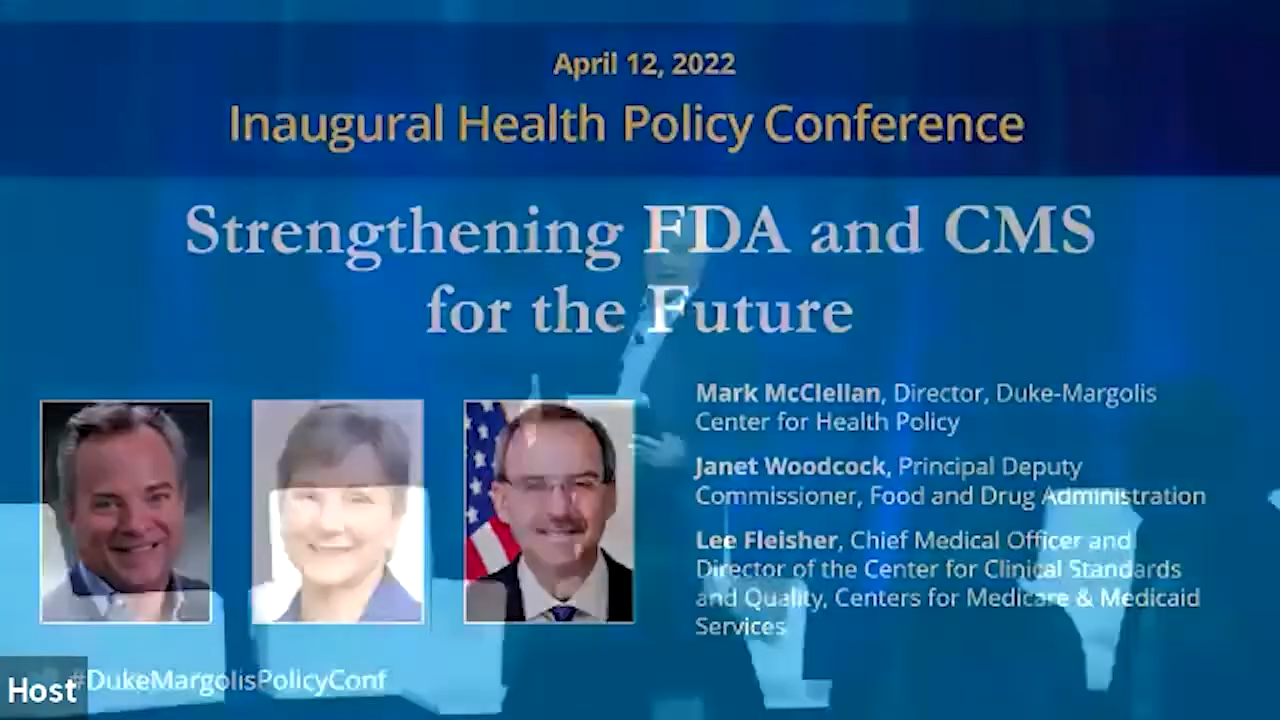 April 12, 2022
Inaugural Health Policy Conference
Strengthening FDA and CMS
for the Future
Mark McClellan, Director, Duke-Margolis
Center for Health Policy
Janet Woodcock, Principal Deputy
Commissioner, Food and Drug Administration
Lee Fleisher, Chief Medical Officer and
Director of the Center for Clinical Standards
and Quality, Centers for Medicare & Medicaid
Services
#DukeMargolisPolicyConf
Host